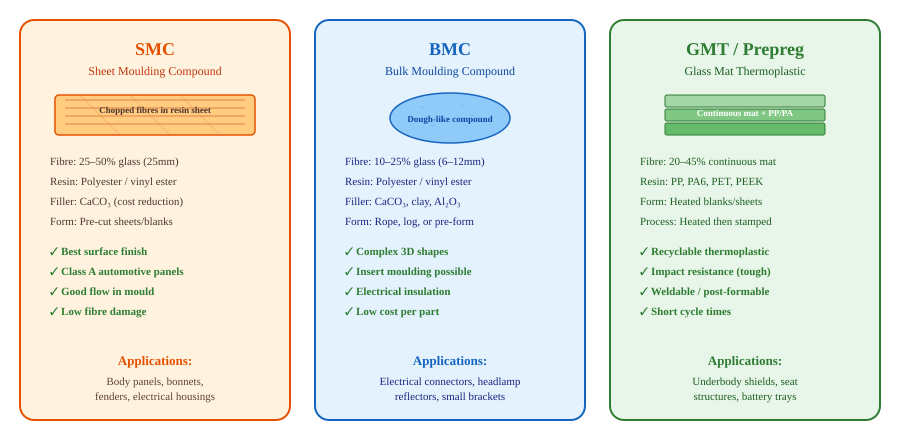 SMC
Sheet Moulding Compound
Chopped fibres in resin sheet
Fibre: 25–50% glass (25mm)
Resin: Polyester / vinyl ester
Filler: CaCO₃ (cost reduction)
Form: Pre-cut sheets/blanks
✓ Best surface finish
✓ Class A automotive panels
✓ Good flow in mould
✓ Low fibre damage
Applications:
Body panels, bonnets,
fenders, electrical housings
BMC
Bulk Moulding Compound
Dough-like compound
Fibre: 10–25% glass (6–12mm)
Resin: Polyester / vinyl ester
Filler: CaCO₃, clay, Al₂O₃
Form: Rope, log, or pre-form
✓ Complex 3D shapes
✓ Insert moulding possible
✓ Electrical insulation
✓ Low cost per part
Applications:
Electrical connectors, headlamp
reflectors, small brackets
GMT / Prepreg
Glass Mat Thermoplastic
Continuous mat + PP/PA
Fibre: 20–45% continuous mat
Resin: PP, PA6, PET, PEEK
Form: Heated blanks/sheets
Process: Heated then stamped
✓ Recyclable thermoplastic
✓ Impact resistance (tough)
✓ Weldable / post-formable
✓ Short cycle times
Applications:
Underbody shields, seat
structures, battery trays